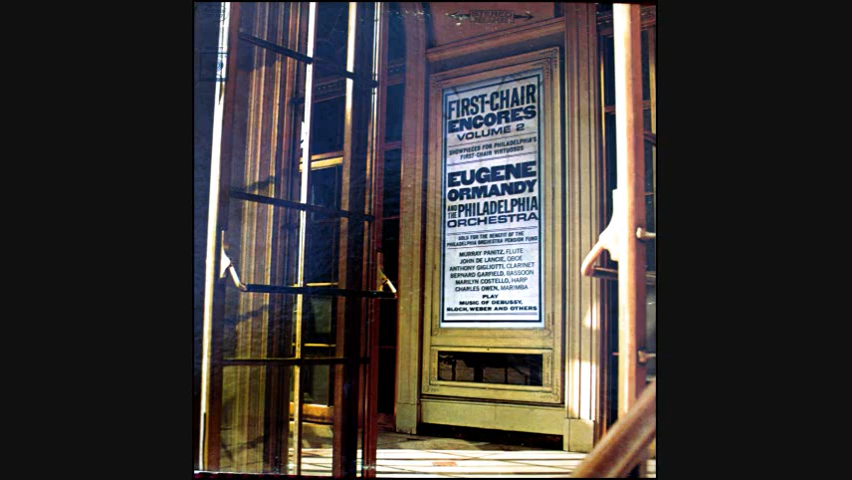 STEREO
FIRST-CHAIR
ENCORES
VOLUME 2
SHOWPIECES FOR PHILADELPHIA'S
FIRST-CHAIR VIRTUOSOS
EUGENE
ORMANDY
AND THE PHILADELPHIA
ORCHESTRA
SOLD FOR THE BENEFIT OF THE
PHILADELPHIA ORCHESTRA PENSION FUND
MURRAY PANITZ, FLUTE
JOHN DE LANCIE, OBOE
ANTHONY GIGLIOTTI, CLARINET
BERNARD GARFIELD, BASSOON
MARILYN COSTELLO, HARP
CHARLES OWEN, MARIMBA
PLAY
MUSIC OF DEBUSSY,
BLOCH, WEBER AND OTHERS